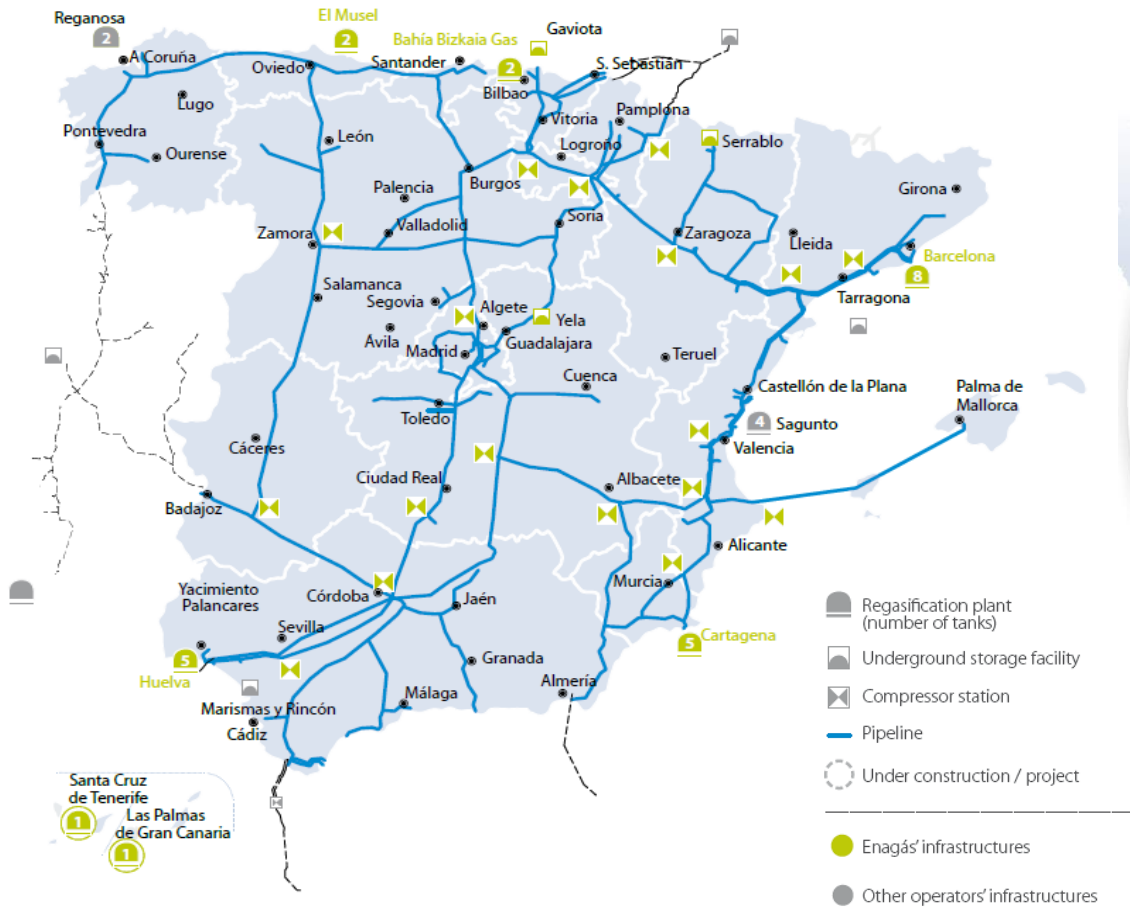 Reganosa
2
El Musel
2
Bahía Bizkaia Gas
2
Gaviota
A Coruña
Oviedo
Santander
Bilbao
S. Sebastián
Lugo
Vitoria
Pamplona
Pontevedra
Ourense
León
Logroño
Serrablo
Palencia
Burgos
Girona
Zamora
Valladolid
Soria
Zaragoza
Lleida
Barcelona
8
Salamanca
Segovia
Algete
Yela
Tarragona
Ávila
Madrid
Guadalajara
Teruel
Cuenca
Castellón de la Plana
Palma de
Mallorca
Toledo
4
Sagunto
Valencia
Cáceres
Ciudad Real
Albacete
Badajoz
Alicante
Yacimiento
Palancares
Córdoba
Jaén
Murcia
Sevilla
5
Cartagena
5
Huelva
Granada
Almería
Marismas y Rincón
Málaga
Cádiz
Santa Cruz
de Tenerife
1
Las Palmas
de Gran Canaria
1
Regasification plant
(number of tanks)
Underground storage facility
Compressor station
Pipeline
Under construction / project
Enagás' infrastructures
Other operators' infrastructures